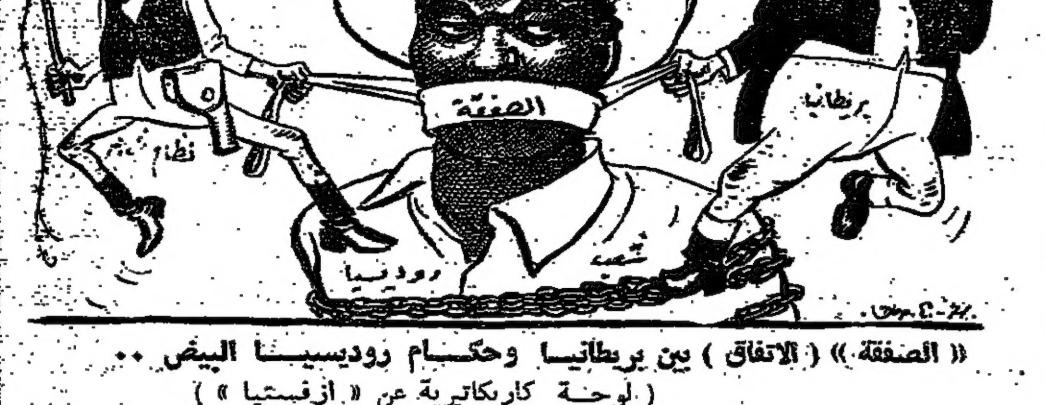 الصفقة
بريطانيا
نظام
شعب
روديسيا
(( الصفقة )) ( الاتفاق ) بين بريطانيا وحكام روديسيا البيض ..
( لوحة كاريكاتيرية عن « ازفستيا » )